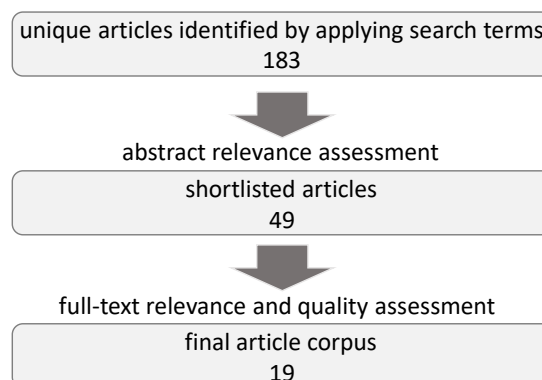 unique articles identified by applying search terms
183
abstract relevance assessment
shortlisted articles
49
full-text relevance and quality assessment
final article corpus
19